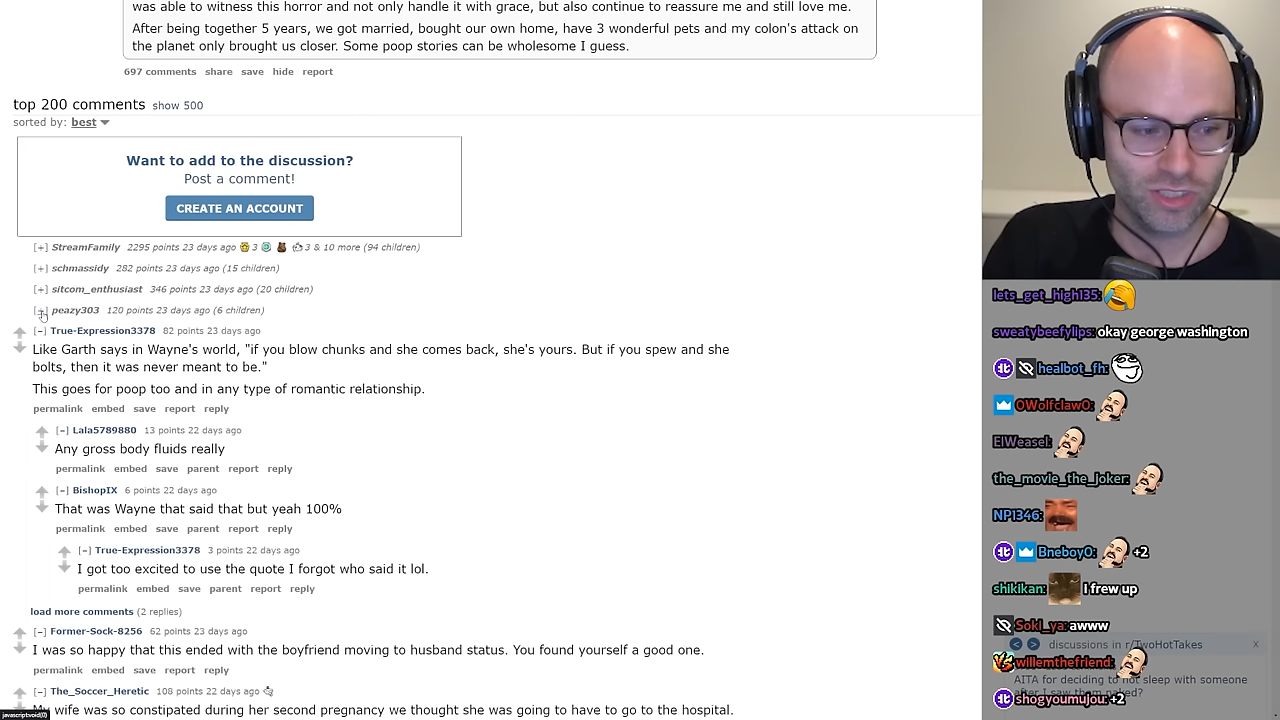 was able to witness this horror and not only handle it with grace, but also continue to reassure me and still love me.
After being together 5 years, we got married, bought our own home, have 3 wonderful pets and my colon's attack on
the planet only brought us closer. Some poop stories can be wholesome I guess.
697 comments share save hide report
top 200 comments show 500
sorted by: best
Want to add to the discussion?
Post a comment!
CREATE AN ACCOUNT
[+] StreamFamily 2295 points 23 days ago 3 3 & 10 more (94 children)
[+] schmassidy 282 points 23 days ago (15 children)
[+] sitcom_enthusiast 346 points 23 days ago (20 children)
[+] peazy303 120 points 23 days ago (6 children)
[–] True-Expression3378 82 points 23 days ago
Like Garth says in Wayne's world, "if you blow chunks and she comes back, she's yours. But if you spew and she
bolts, then it was never meant to be."
This goes for poop too and in any type of romantic relationship.
permalink embed save report reply
[–] Lala5789880 13 points 22 days ago
Any gross body fluids really
permalink embed save parent report reply
[–] BishopIX 6 points 22 days ago
That was Wayne that said that but yeah 100%
permalink embed save parent report reply
[–] True-Expression3378 3 points 22 days ago
I got too excited to use the quote I forgot who said it lol.
permalink embed save parent report reply
load more comments (2 replies)
[–] Former-Sock-8256 62 points 23 days ago
I was so happy that this ended with the boyfriend moving to husband status. You found yourself a good one.
permalink embed save report reply
[–] The_Soccer_Heretic 108 points 22 days ago
My wife was so constipated during her second pregnancy we thought she was going to have to go to the hospital.
javascript:void(0)
lets_get_high135:
sweatybeefylips: okay george washington
healbot_fh:
0Wolfclaw0:
ElWeasel:
the_movie_the_joker:
NP1346:
Bneboy0: +2
shikikan: I frew up
Soki_ya: awww
discussions in r/TwoHotTakes X
willemthefriend:
AITA for deciding to not sleep with someone
after I saw them naked?
shogyoumujou: +2